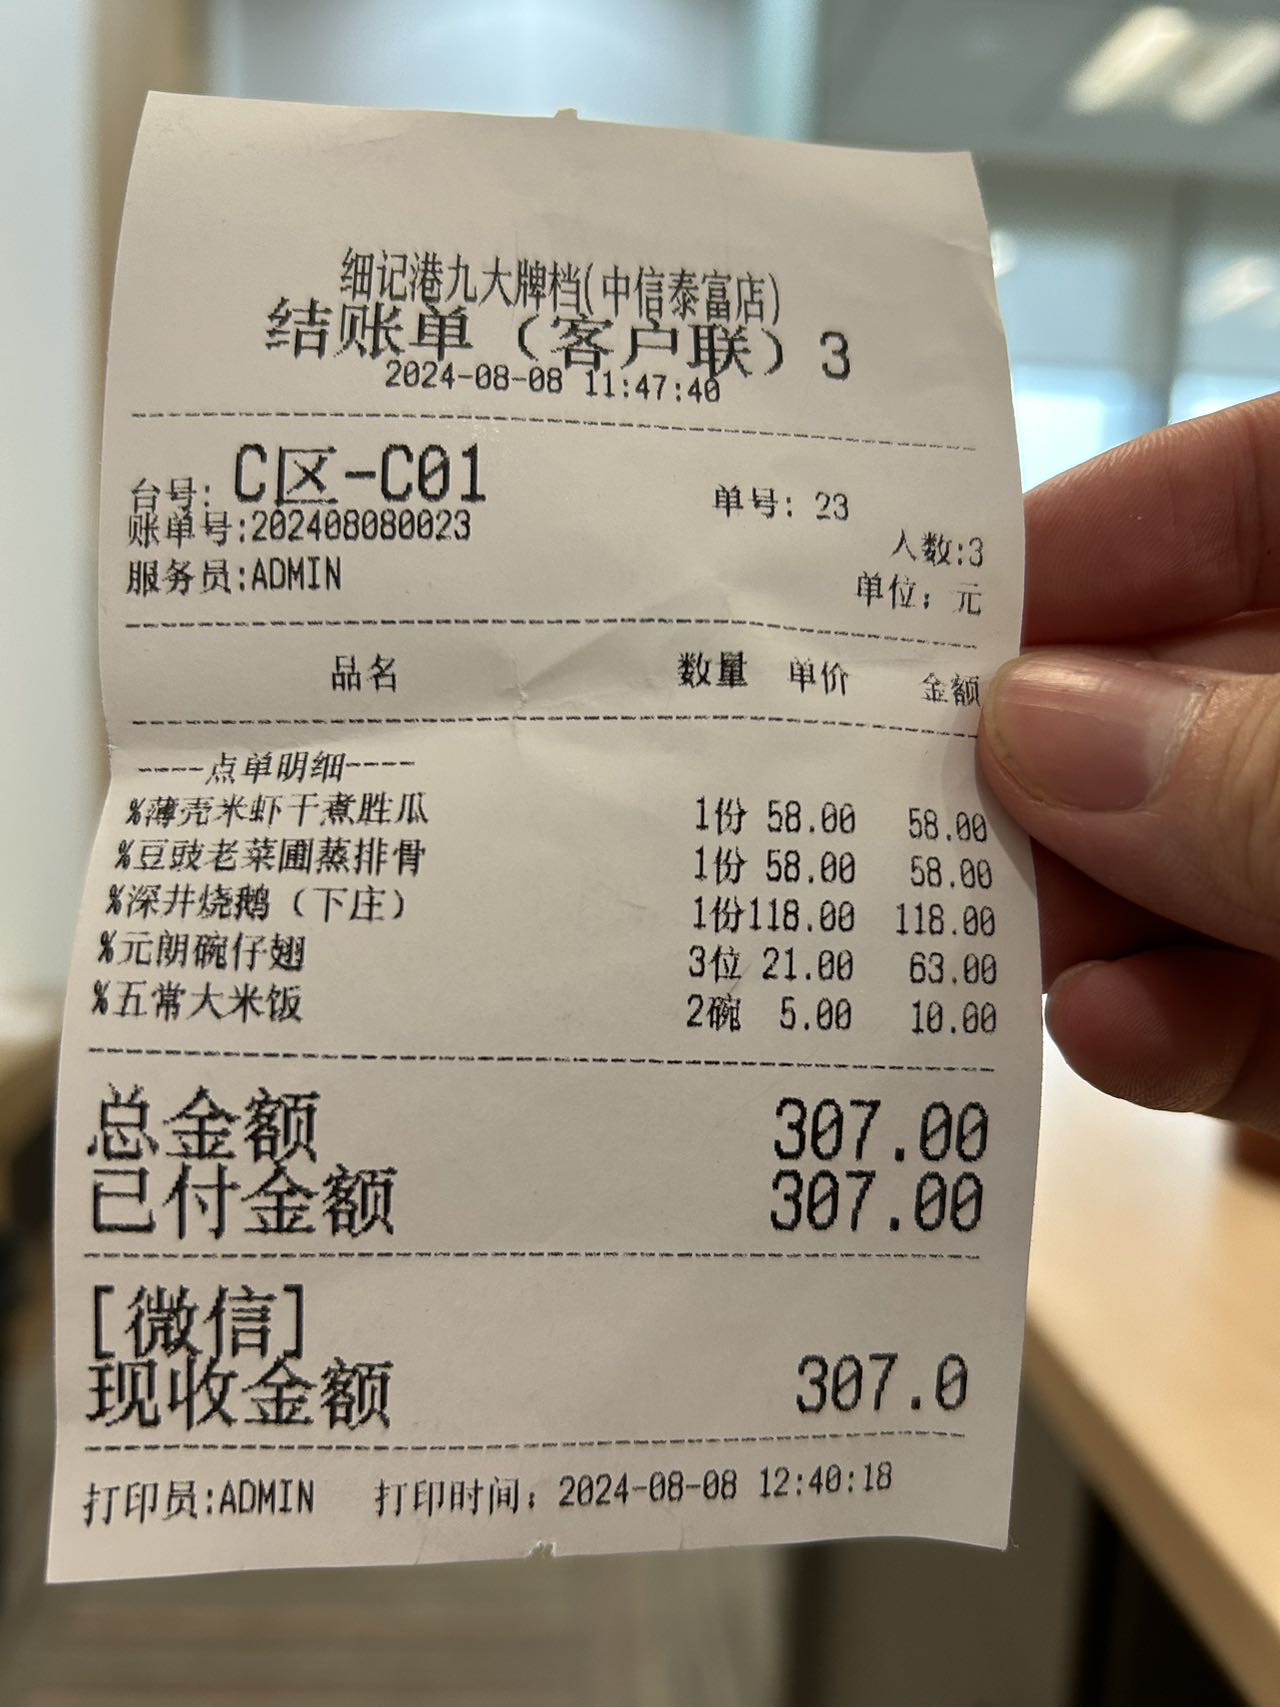 细记港九大牌档(中信泰富店)
结账单（客户联）3
2024-08-08 11:47:40
台号: C区-C01 单号: 23
账单号:202408080023 人数:3
服务员:ADMIN 单位: 元
品名 数量 单价 金额
----点单明细----
%薄壳米虾干煮胜瓜 1份 58.00 58.00
%豆豉老菜圃蒸排骨 1份 58.00 58.00
%深井烧鹅（下庄） 1份118.00 118.00
%元朗碗仔翅 3位 21.00 63.00
%五常大米饭 2碗 5.00 10.00
总金额 307.00
已付金额 307.00
[微信]
现收金额 307.0
打印员:ADMIN 打印时间: 2024-08-08 12:40:18